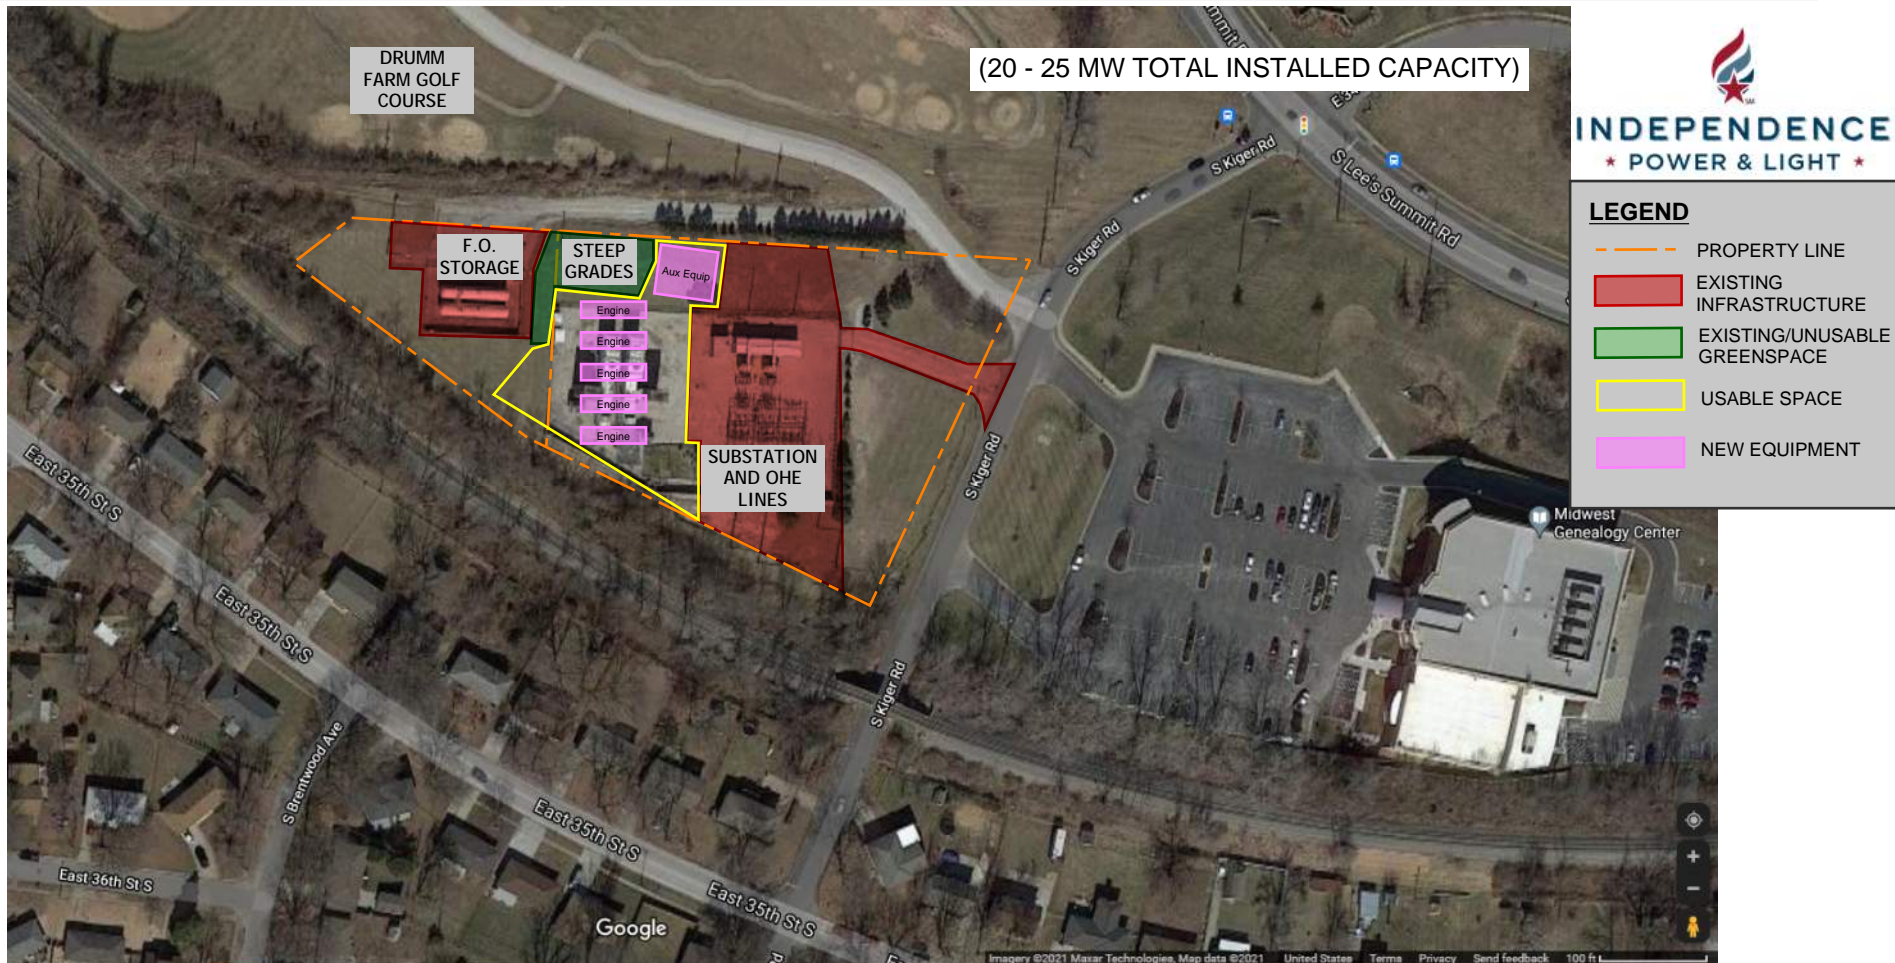 DRUMM
FARM GOLF
COURSE
(20 - 25 MW TOTAL INSTALLED CAPACITY)
INDEPENDENCE
POWER & LIGHT
SM
LEGEND
PROPERTY LINE
EXISTING
INFRASTRUCTURE
EXISTING/UNUSABLE
GREENSPACE
USABLE SPACE
NEW EQUIPMENT
S Kiger Rd
S Lee's Summit Rd
S Kiger Rd
F.O.
STORAGE
STEEP
GRADES
Aux Equip
Engine
Engine
Engine
Engine
Engine
SUBSTATION
AND OHE
LINES
S Kiger Rd
Midwest
Genealogy Center
East 35th St S
East 35th St S
S Kiger Rd
S Brentwood Ave
East 35th St S
East 36th St S
East 35th St S
Google
Imagery ©2021 Maxar Technologies, Map data ©2021 United States Terms Privacy Send feedback 100 ft